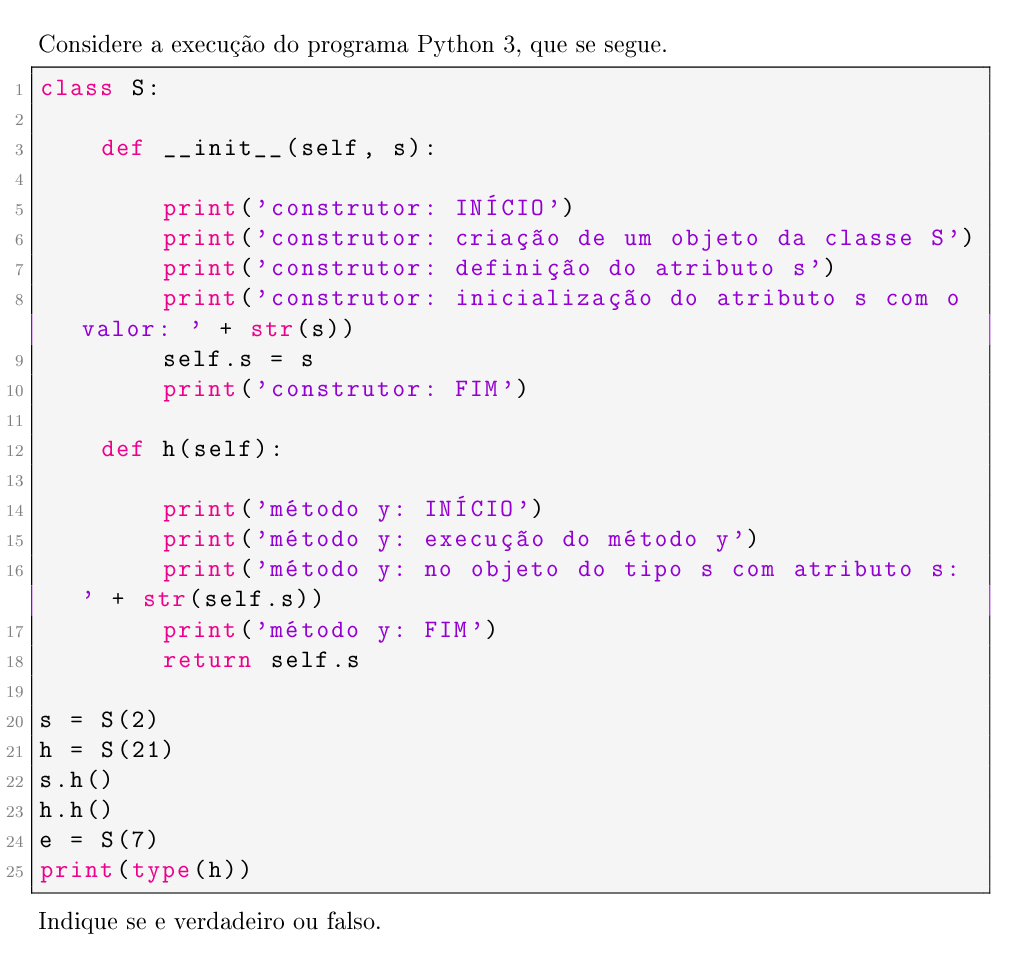 Considere a execução do programa Python 3, que se segue.
1 class S:
2
3     def __init__(self, s):
4
5         print('construtor: INÍCIO')
6         print('construtor: criação de um objeto da classe S')
7         print('construtor: definição do atributo s')
8         print('construtor: inicialização do atributo s com o
valor: ' + str(s))
9         self.s = s
10         print('construtor: FIM')
11
12     def h(self):
13
14         print('método y: INÍCIO')
15         print('método y: execução do método y')
16         print('método y: no objeto do tipo s com atributo s:
' + str(self.s))
17         print('método y: FIM')
18         return self.s
19
20 s = S(2)
21 h = S(21)
22 s.h()
23 h.h()
24 e = S(7)
25 print(type(h))
Indique se e verdadeiro ou falso.